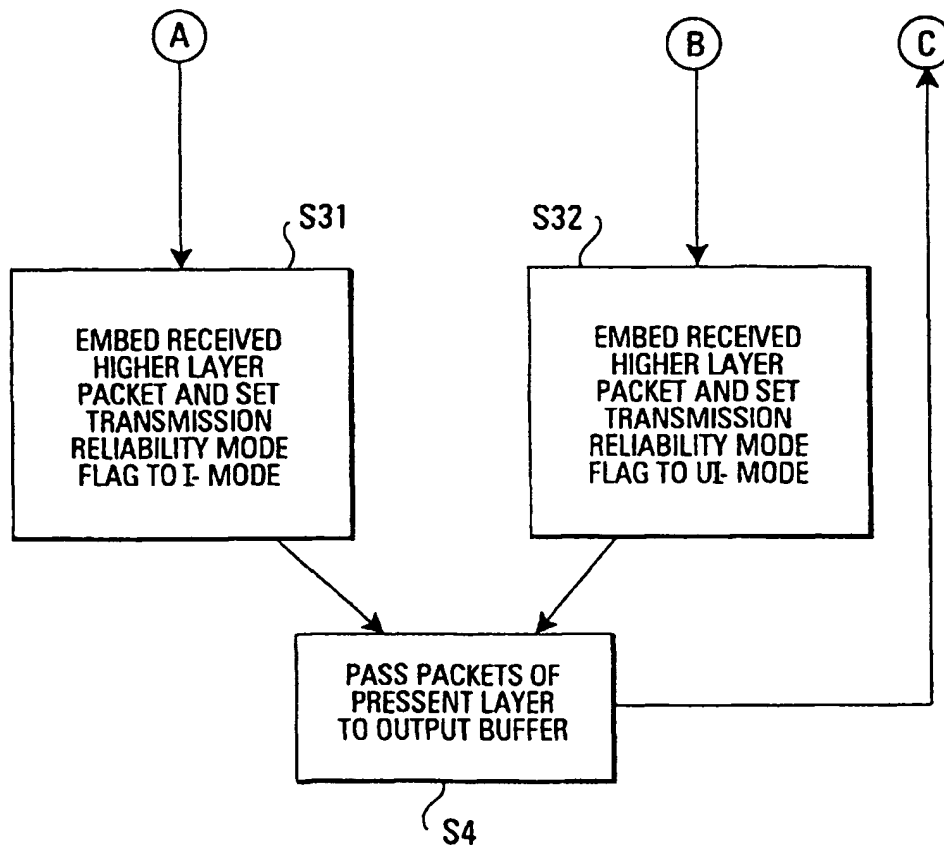 A
B
C
S31
S32
EMBED RECEIVED
HIGHER LAYER
PACKET AND SET
TRANSMISSION
RELIABILITY MODE
FLAG TO I- MODE
EMBED RECEIVED
HIGHER LAYER
PACKET AND SET
TRANSMISSION
RELIABILITY MODE
FLAG TO UI- MODE
PASS PACKETS OF
PRESSENT LAYER
TO OUTPUT BUFFER
S4